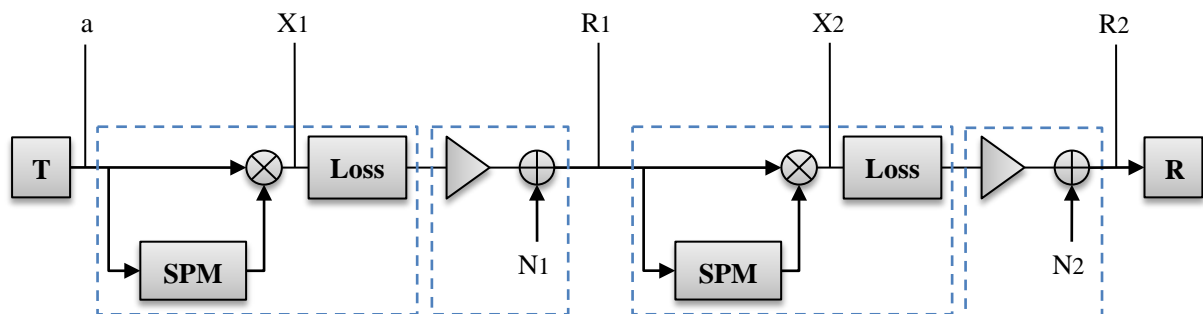 a X1 R1 X2 R2
T Loss Loss R
SPM N1 SPM N2